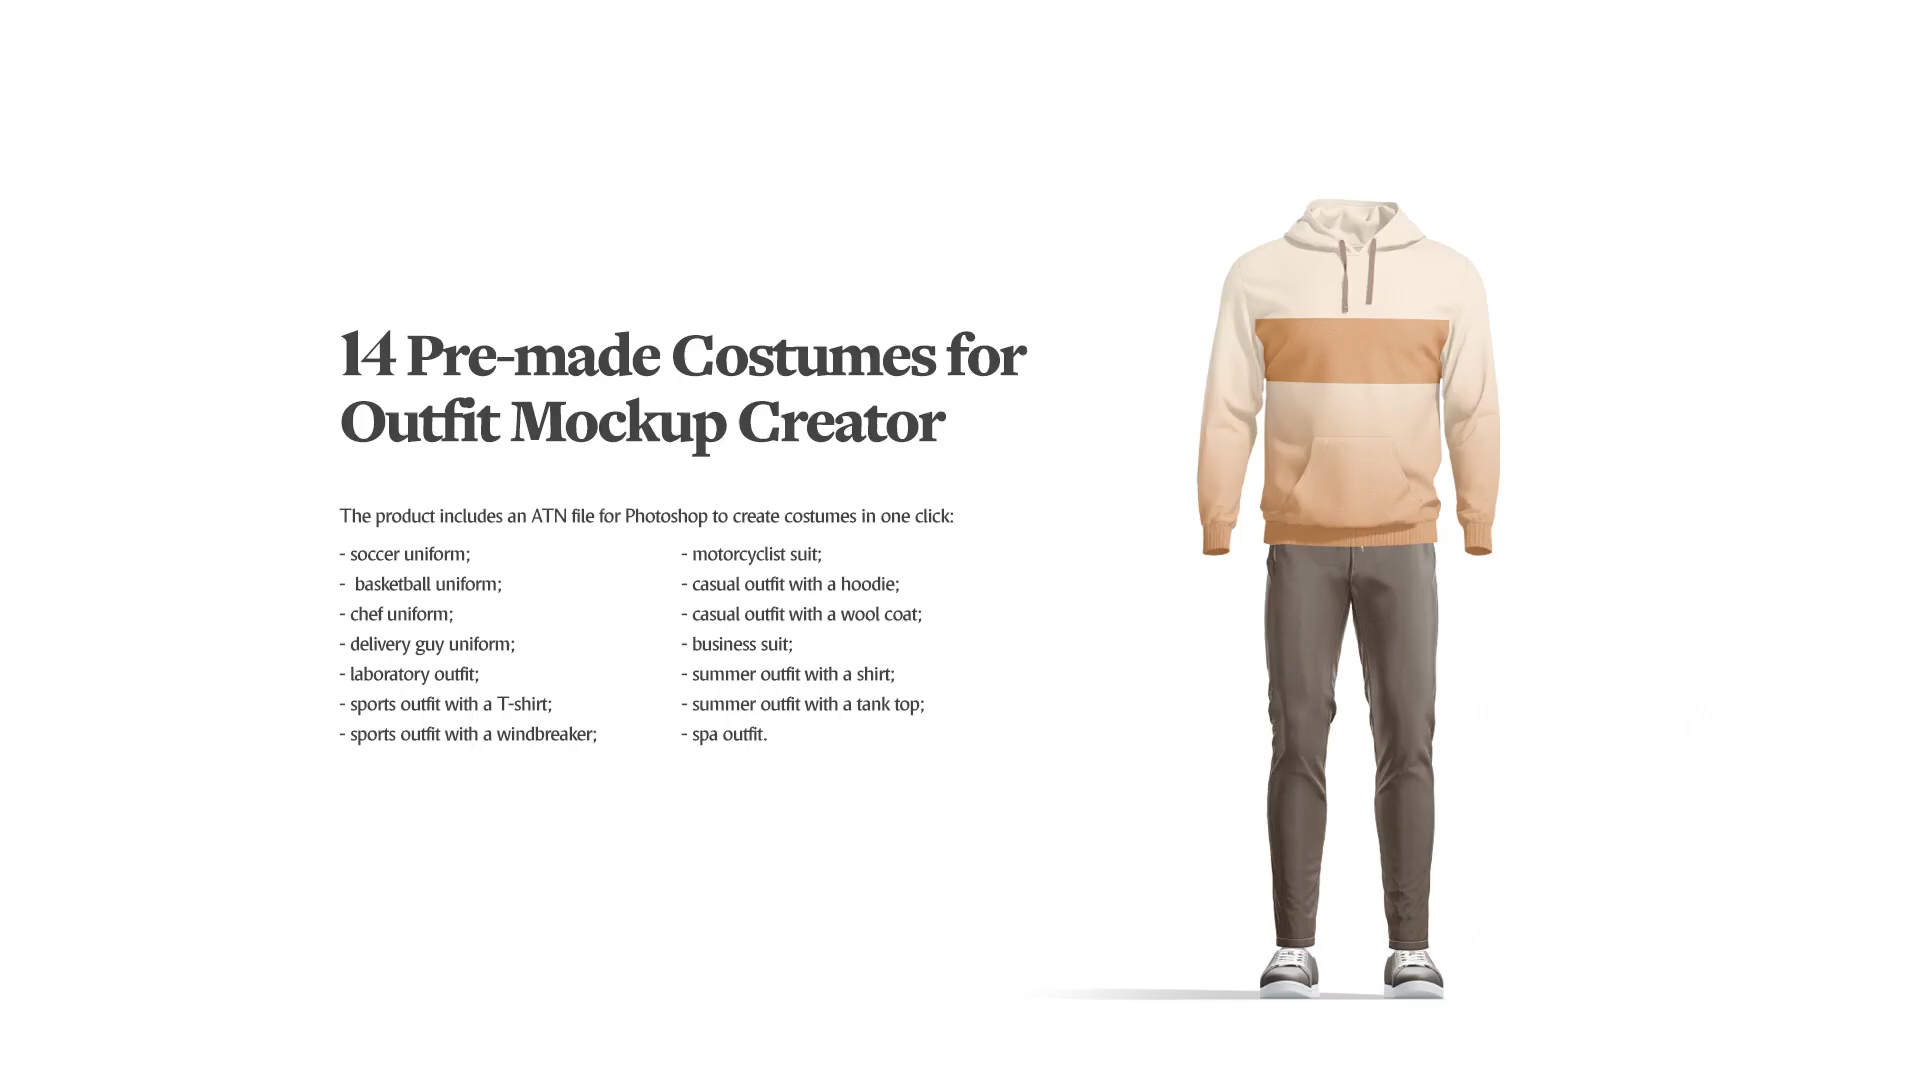 14 Pre-made Costumes for
Outfit Mockup Creator
The product includes an ATN file for Photoshop to create costumes in one click:
- soccer uniform;
-  basketball uniform;
- chef uniform;
- delivery guy uniform;
- laboratory outfit;
- sports outfit with a T-shirt;
- sports outfit with a windbreaker;
- motorcyclist suit;
- casual outfit with a hoodie;
- casual outfit with a wool coat;
- business suit;
- summer outfit with a shirt;
- summer outfit with a tank top;
- spa outfit.